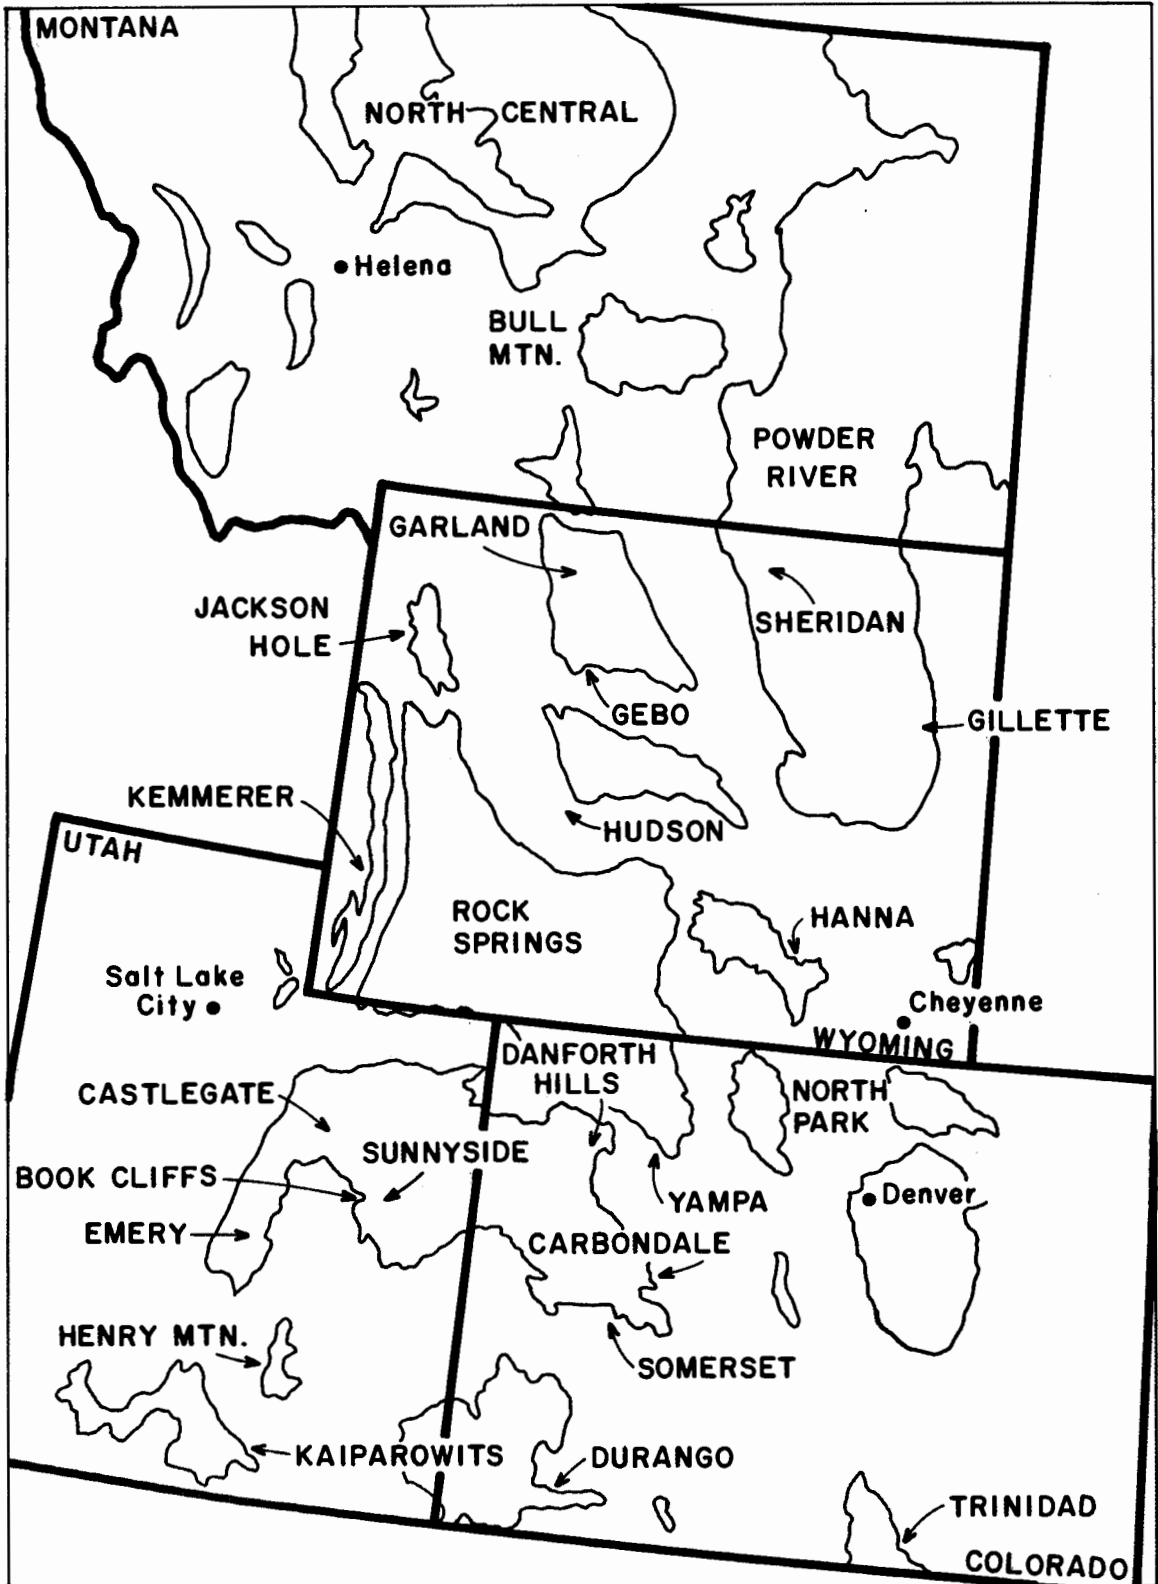 MONTANA
NORTH CENTRAL
Helena
BULL
MTN.
POWDER
RIVER
GARLAND
JACKSON
HOLE
SHERIDAN
GEBO
GILLETTE
KEMMERER
HUDSON
UTAH
ROCK
SPRINGS
HANNA
Salt Lake
City
Cheyenne
WYOMING
DANFORTH
HILLS
NORTH
PARK
CASTLEGATE
SUNNYSIDE
BOOK CLIFFS
YAMPA
Denver
EMERY
CARBONDALE
HENRY MTN.
SOMERSET
KAIPAROWITS
DURANGO
TRINIDAD
COLORADO